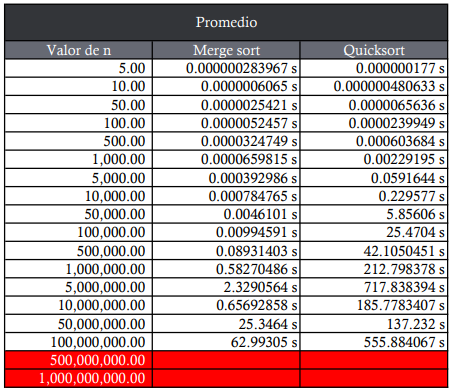 Promedio
Valor de n Merge sort Quicksort
5.00 0.000000283967 s 0.000000177 s
10.00 0.0000006065 s 0.000000480633 s
50.00 0.0000025421 s 0.0000065636 s
100.00 0.0000052457 s 0.0000239949 s
500.00 0.0000324749 s 0.000603684 s
1,000.00 0.0000659815 s 0.00229195 s
5,000.00 0.000392986 s 0.0591644 s
10,000.00 0.000784765 s 0.229577 s
50,000.00 0.0046101 s 5.85606 s
100,000.00 0.00994591 s 25.4704 s
500,000.00 0.08931403 s 42.1050451 s
1,000,000.00 0.58270486 s 212.798378 s
5,000,000.00 2.3290564 s 717.838394 s
10,000,000.00 0.65692858 s 185.7783407 s
50,000,000.00 25.3464 s 137.232 s
100,000,000.00 62.99305 s 555.884067 s
500,000,000.00
1,000,000,000.00